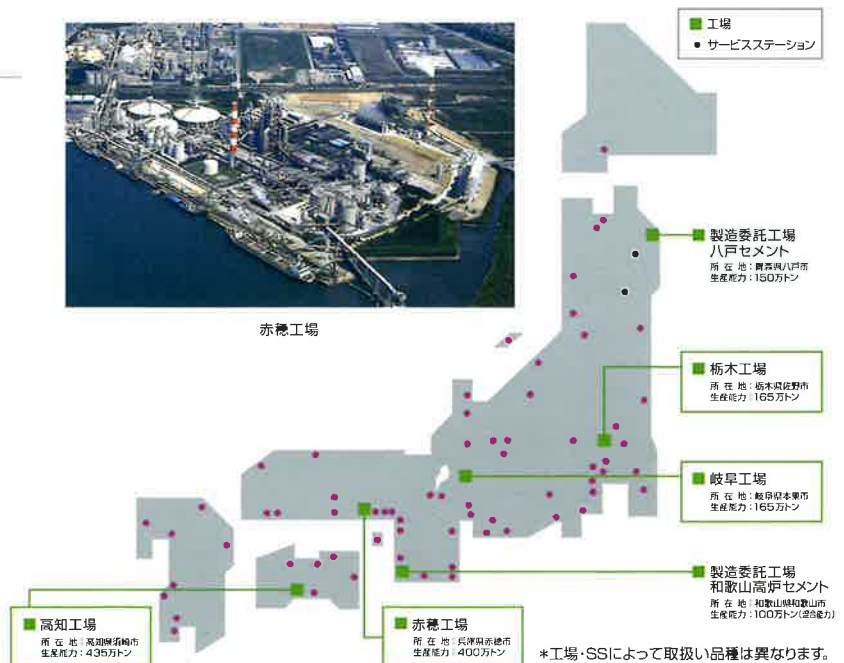 工場
サービスステーション
赤穂工場
製造委託工場
八戸セメント
所 在 地：青森県八戸市
生産能力：150万トン
栃木工場
所 在 地：栃木県佐野市
生産能力：165万トン
岐阜工場
所 在 地：岐阜県本巣市
生産能力：165万トン
製造委託工場
和歌山高炉セメント
所 在 地：和歌山県和歌山市
生産能力：100万トン(混合能力)
高知工場
所 在 地：高知県須崎市
生産能力：435万トン
赤穂工場
所 在 地：兵庫県赤穂市
生産能力：400万トン
*工場・SSによって取扱い品種は異なります。